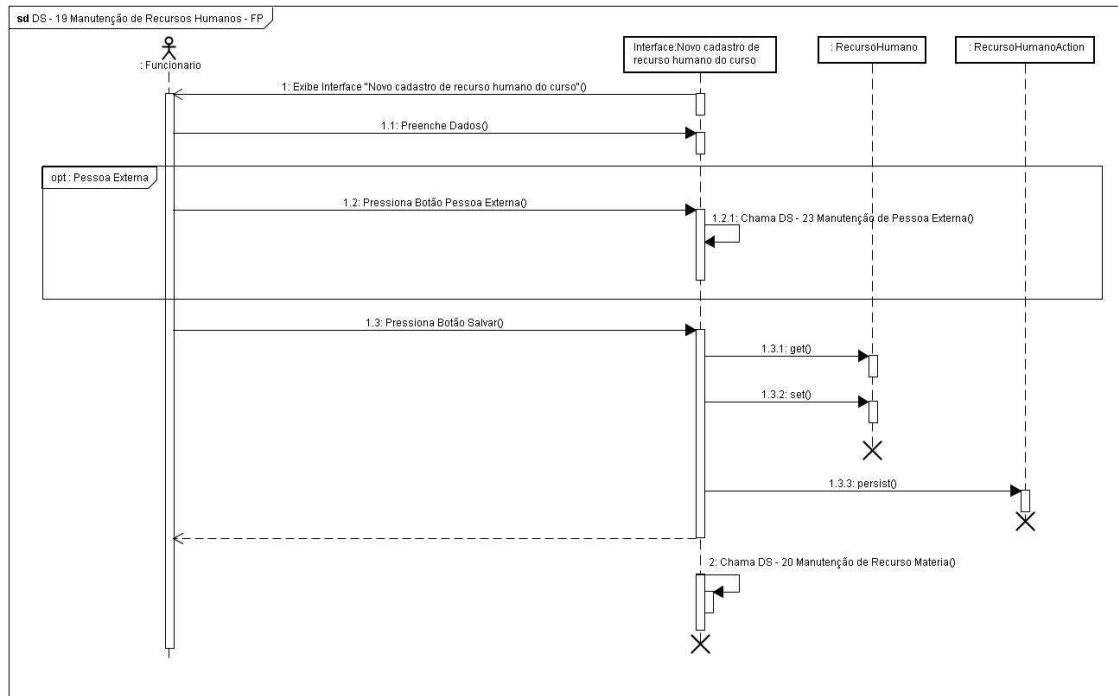 sd DS - 19 Manutenção de Recursos Humanos - FP
: Funcionario
Interface:Novo cadastro de
recurso humano do curso
: RecursoHumano
: RecursoHumanoAction
1: Exibe Interface "Novo cadastro de recurso humano do curso"()
1.1: Preenche Dados()
opt : Pessoa Externa
1.2: Pressiona Botão Pessoa Externa()
1.2.1: Chama DS - 23 Manutenção de Pessoa Externa()
1.3: Pressiona Botão Salvar()
1.3.1: get()
1.3.2: set()
1.3.3: persist()
2: Chama DS - 20 Manutenção de Recurso Materia()